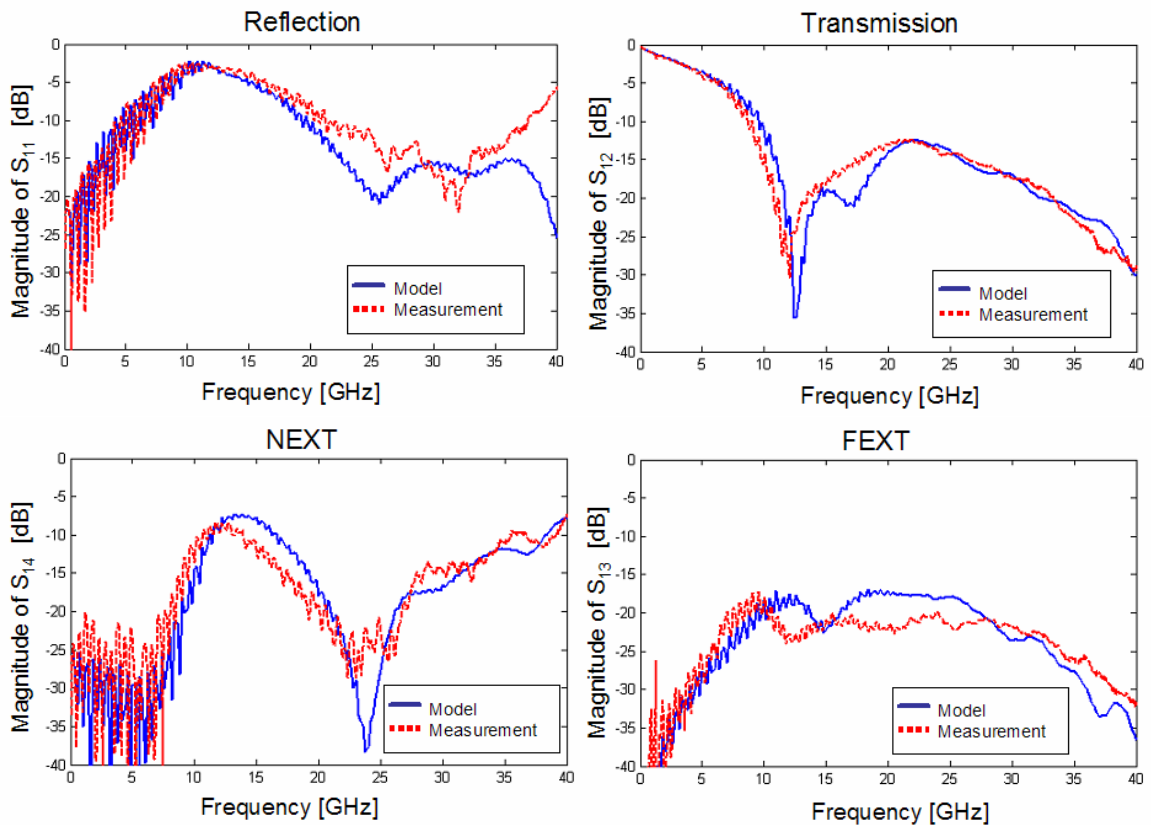 Reflection
Magnitude of S11 [dB]
0
-5
-10
-15
-20
-25
-30
-35
-40
Model
Measurement
0 5 10 15 20 25 30 35 40
Frequency [GHz]
Transmission
Magnitude of S12 [dB]
0
-5
-10
-15
-20
-25
-30
-35
-40
Model
Measurement
0 5 10 15 20 25 30 35 40
Frequency [GHz]
NEXT
Magnitude of S14 [dB]
0
-5
-10
-15
-20
-25
-30
-35
-40
Model
Measurement
0 5 10 15 20 25 30 35 40
Frequency [GHz]
FEXT
Magnitude of S13 [dB]
0
-5
-10
-15
-20
-25
-30
-35
-40
Model
Measurement
0 5 10 15 20 25 30 35 40
Frequency [GHz]